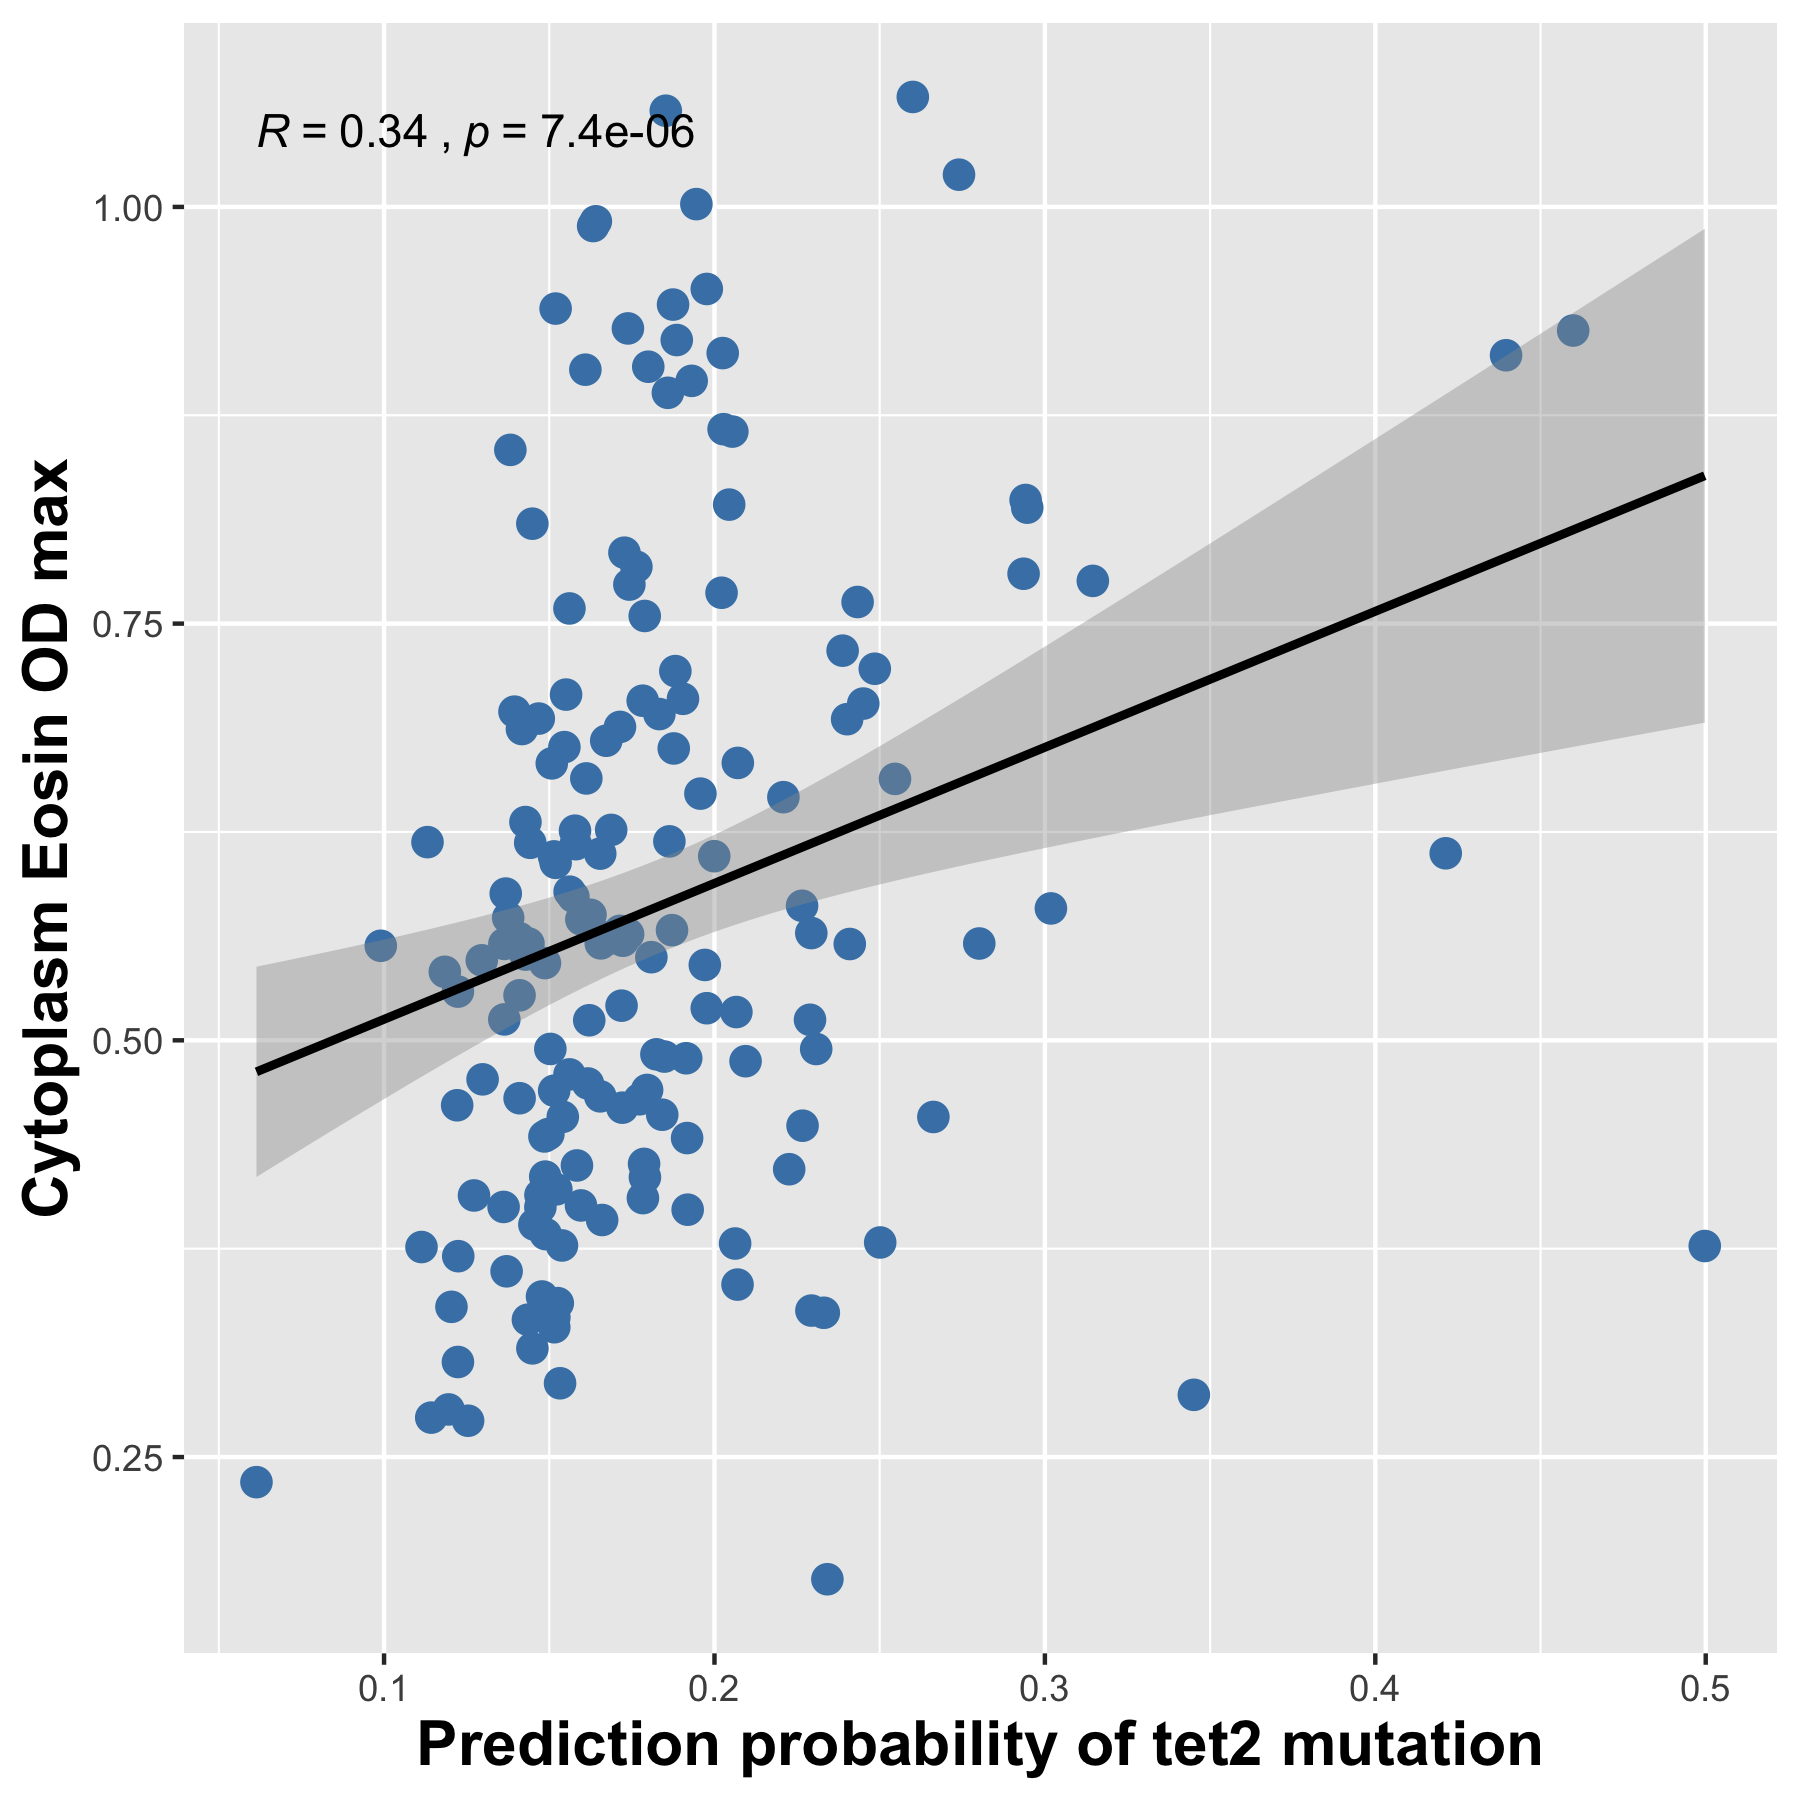 R = 0.34 , p = 7.4e-06
1.00
0.75
0.50
0.25
Cytoplasm Eosin OD max
0.1 0.2 0.3 0.4 0.5
Prediction probability of tet2 mutation